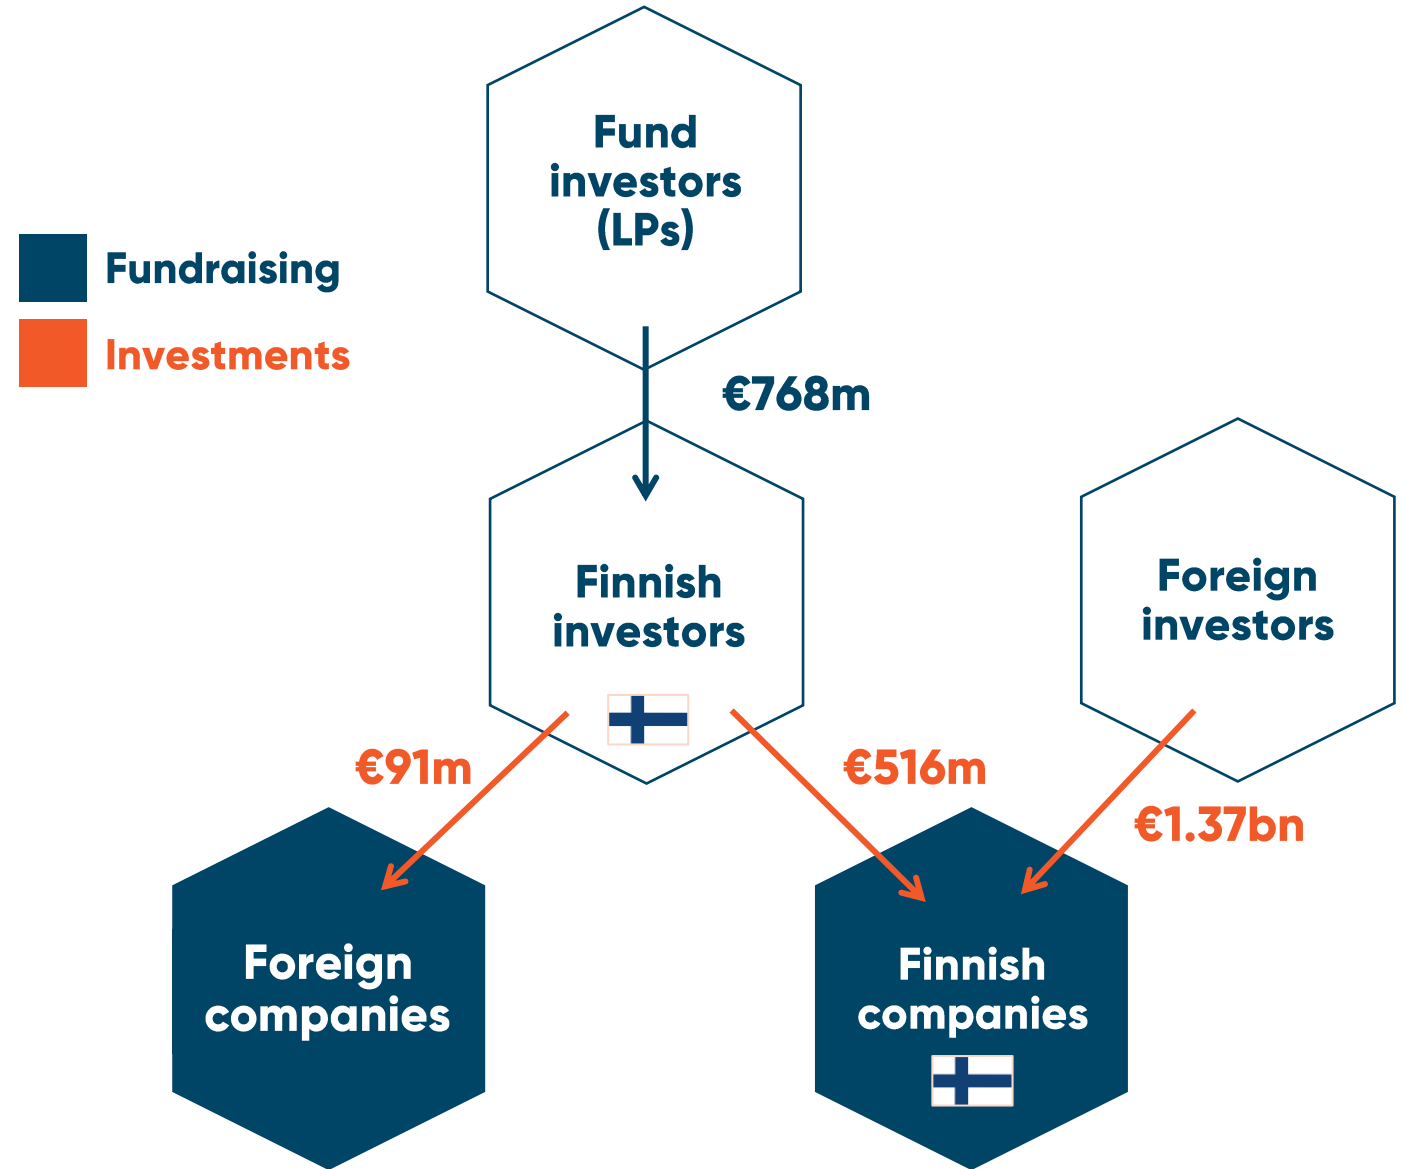 Fund
investors
(LPs)
Fundraising
Investments
€768m
Finnish
investors
Foreign
investors
€91m
€516m
€1.37bn
Foreign
companies
Finnish
companies